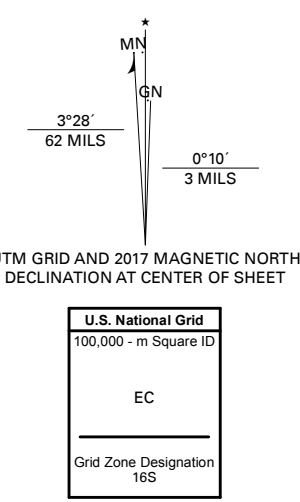 ★
MN
GN
3°28´
62 MILS
0°10´
3 MILS
UTM GRID AND 2017 MAGNETIC NORTH
DECLINATION AT CENTER OF SHEET
U.S. National Grid
100,000 - m Square ID
EC
Grid Zone Designation
16S